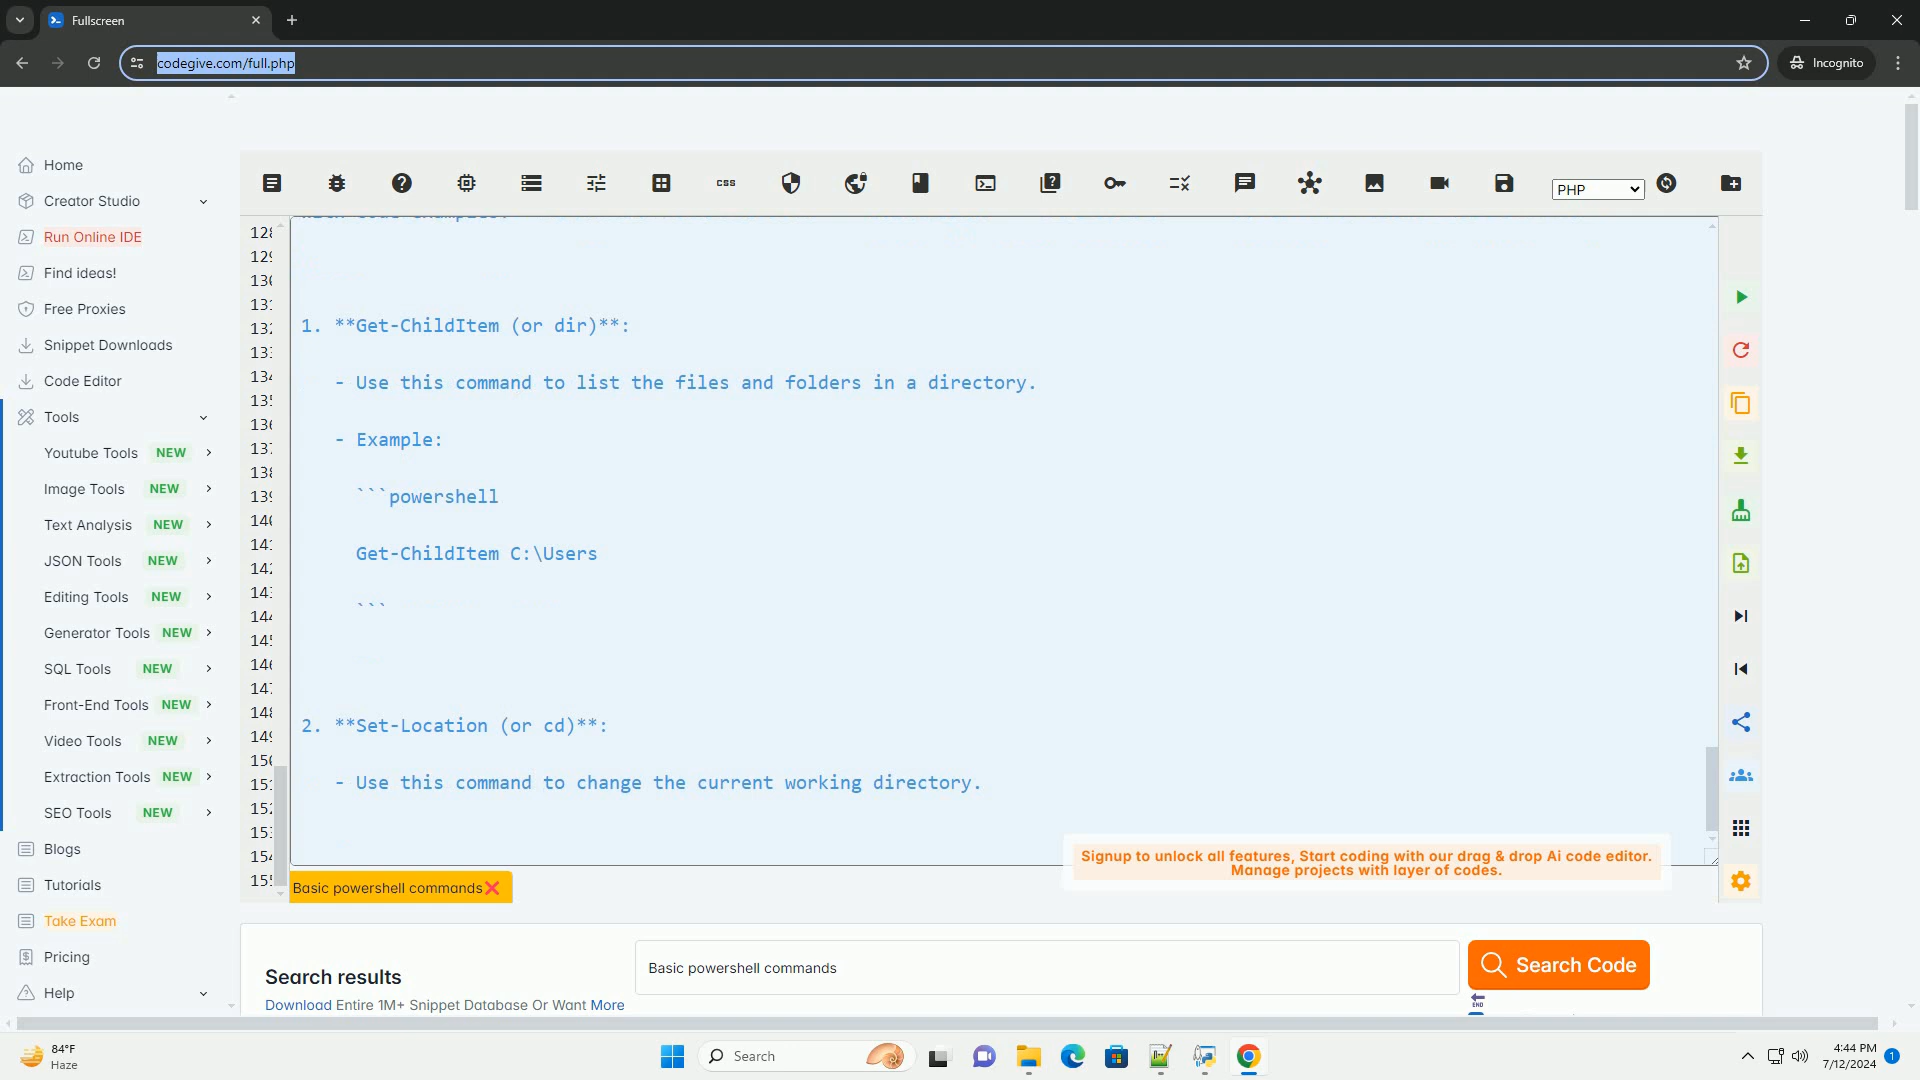 Fullscreen
codegive.com/full.php
Incognito
Home
Creator Studio
Run Online IDE
Find ideas!
Free Proxies
Snippet Downloads
Code Editor
Tools
Youtube Tools NEW
Image Tools NEW
Text Analysis NEW
JSON Tools NEW
Editing Tools NEW
Generator Tools NEW
SQL Tools NEW
Front-End Tools NEW
Video Tools NEW
Extraction Tools NEW
SEO Tools NEW
Blogs
Tutorials
Take Exam
Pricing
Help
css
PHP
1. **Get-ChildItem (or dir)**:
- Use this command to list the files and folders in a directory.
- Example:
```powershell
Get-ChildItem C:\Users
```
2. **Set-Location (or cd)**:
- Use this command to change the current working directory.
Signup to unlock all features, Start coding with our drag & drop Ai code editor.
Manage projects with layer of codes.
Basic powershell commands
Search results
Download Entire 1M+ Snippet Database Or Want More
Basic powershell commands
Search Code
END
84°F
Haze
Search
4:44 PM
7/12/2024
1